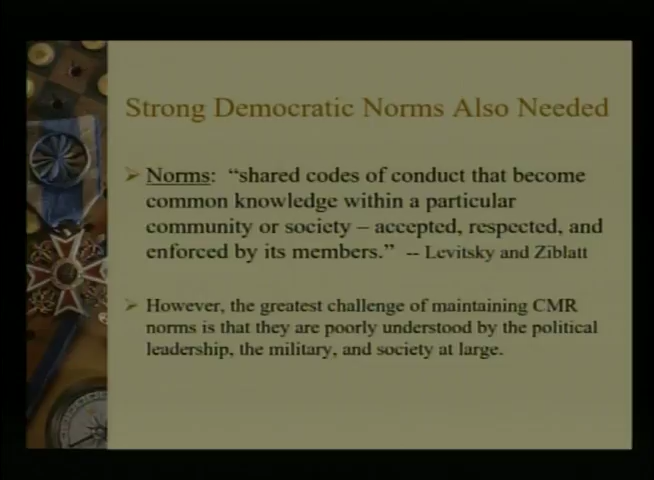 Strong Democratic Norms Also Needed
Norms: “shared codes of conduct that become
common knowledge within a particular
community or society – accepted, respected, and
enforced by its members.” -- Levitsky and Ziblatt
However, the greatest challenge of maintaining CMR
norms is that they are poorly understood by the political
leadership, the military, and society at large.